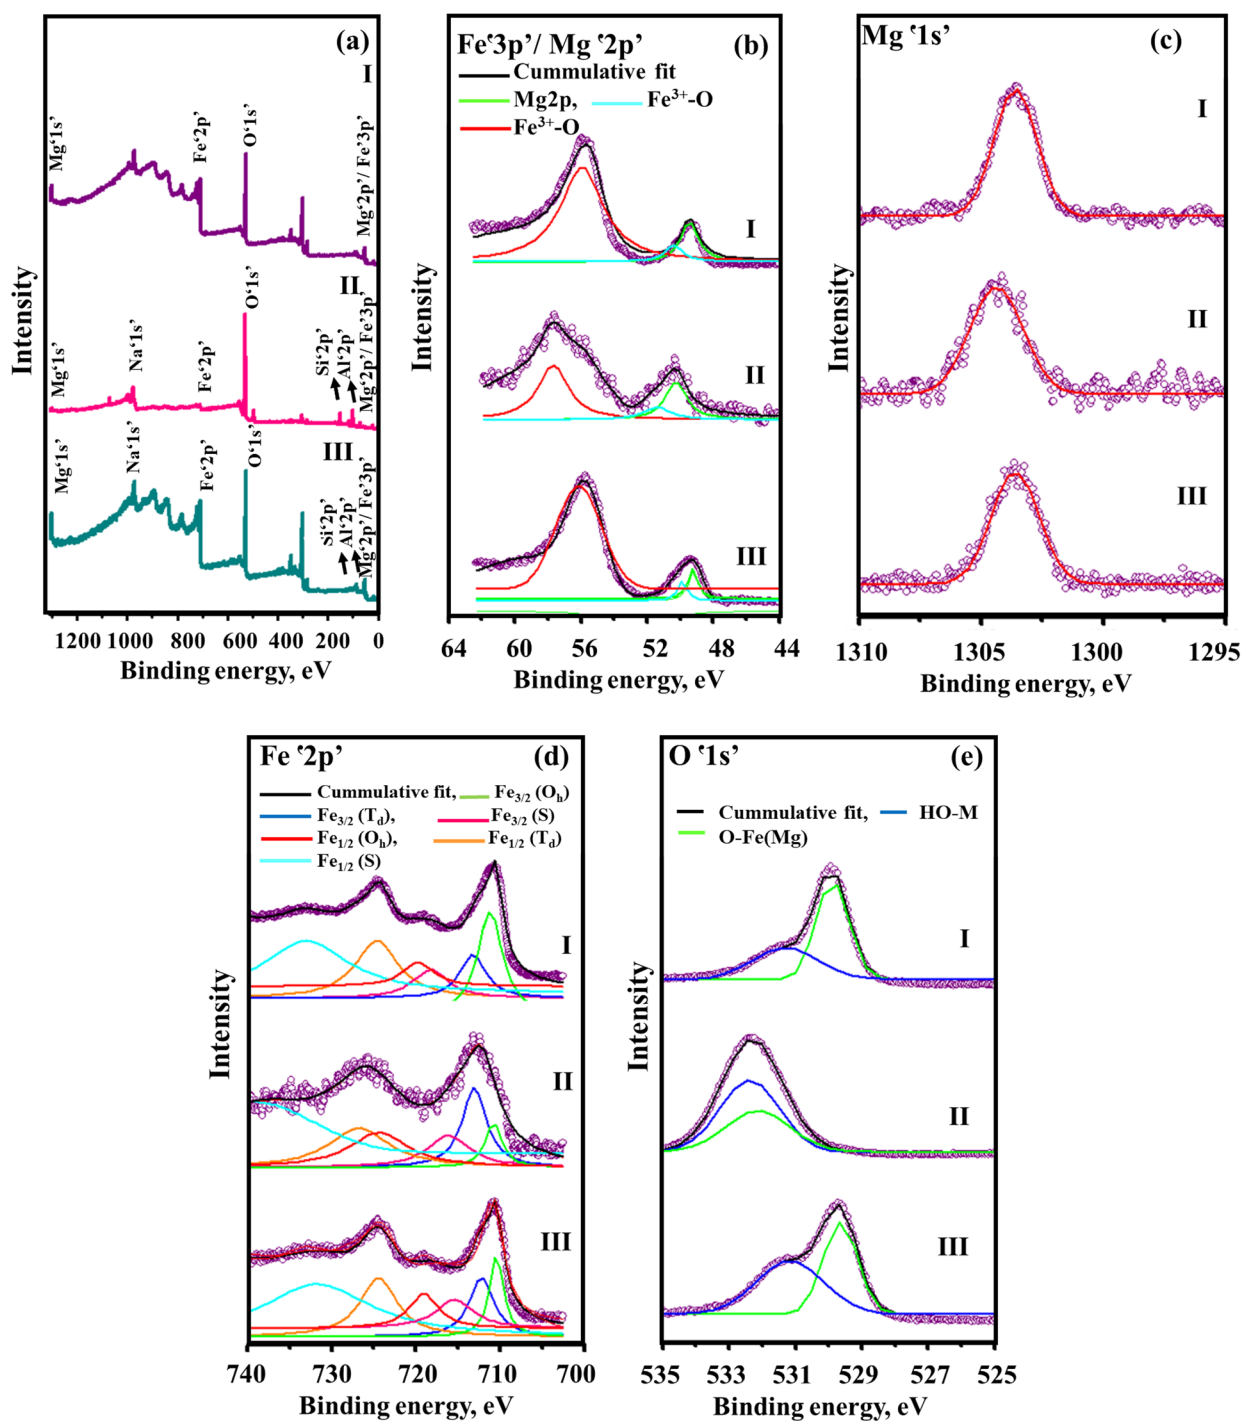 (a)
I
Mg‘1s’
Fe‘2p’
O‘1s’
Mg‘2p’/ Fe’3p’
II
Mg‘1s’
Na‘1s’
Fe‘2p’
O‘1s’
Si‘2p’
Al‘2p’
Mg‘2p’/ Fe’3p’
III
Mg‘1s’
Na‘1s’
Fe‘2p’
O‘1s’
Si‘2p’
Al‘2p’
Mg‘2p’/ Fe’3p’
Intensity
1200 1000 800 600 400 200 0
Binding energy, eV
Fe‘3p’/ Mg ‘2p’ (b)
Cummulative fit
Mg2p, Fe³⁺-O
Fe³⁺-O
I
II
III
Intensity
64 60 56 52 48 44
Binding energy, eV
Mg ‘1s’ (c)
I
II
III
Intensity
1310 1305 1300 1295
Binding energy, eV
Fe ‘2p’ (d)
Cummulative fit, Fe3/2 (Oh)
Fe3/2 (Td), Fe3/2 (S)
Fe1/2 (Oh), Fe1/2 (Td)
Fe1/2 (S)
I
II
III
Intensity
740 730 720 710 700
Binding energy, eV
O ‘1s’ (e)
Cummulative fit, HO-M
O-Fe(Mg)
I
II
III
Intensity
535 533 531 529 527 525
Binding energy, eV